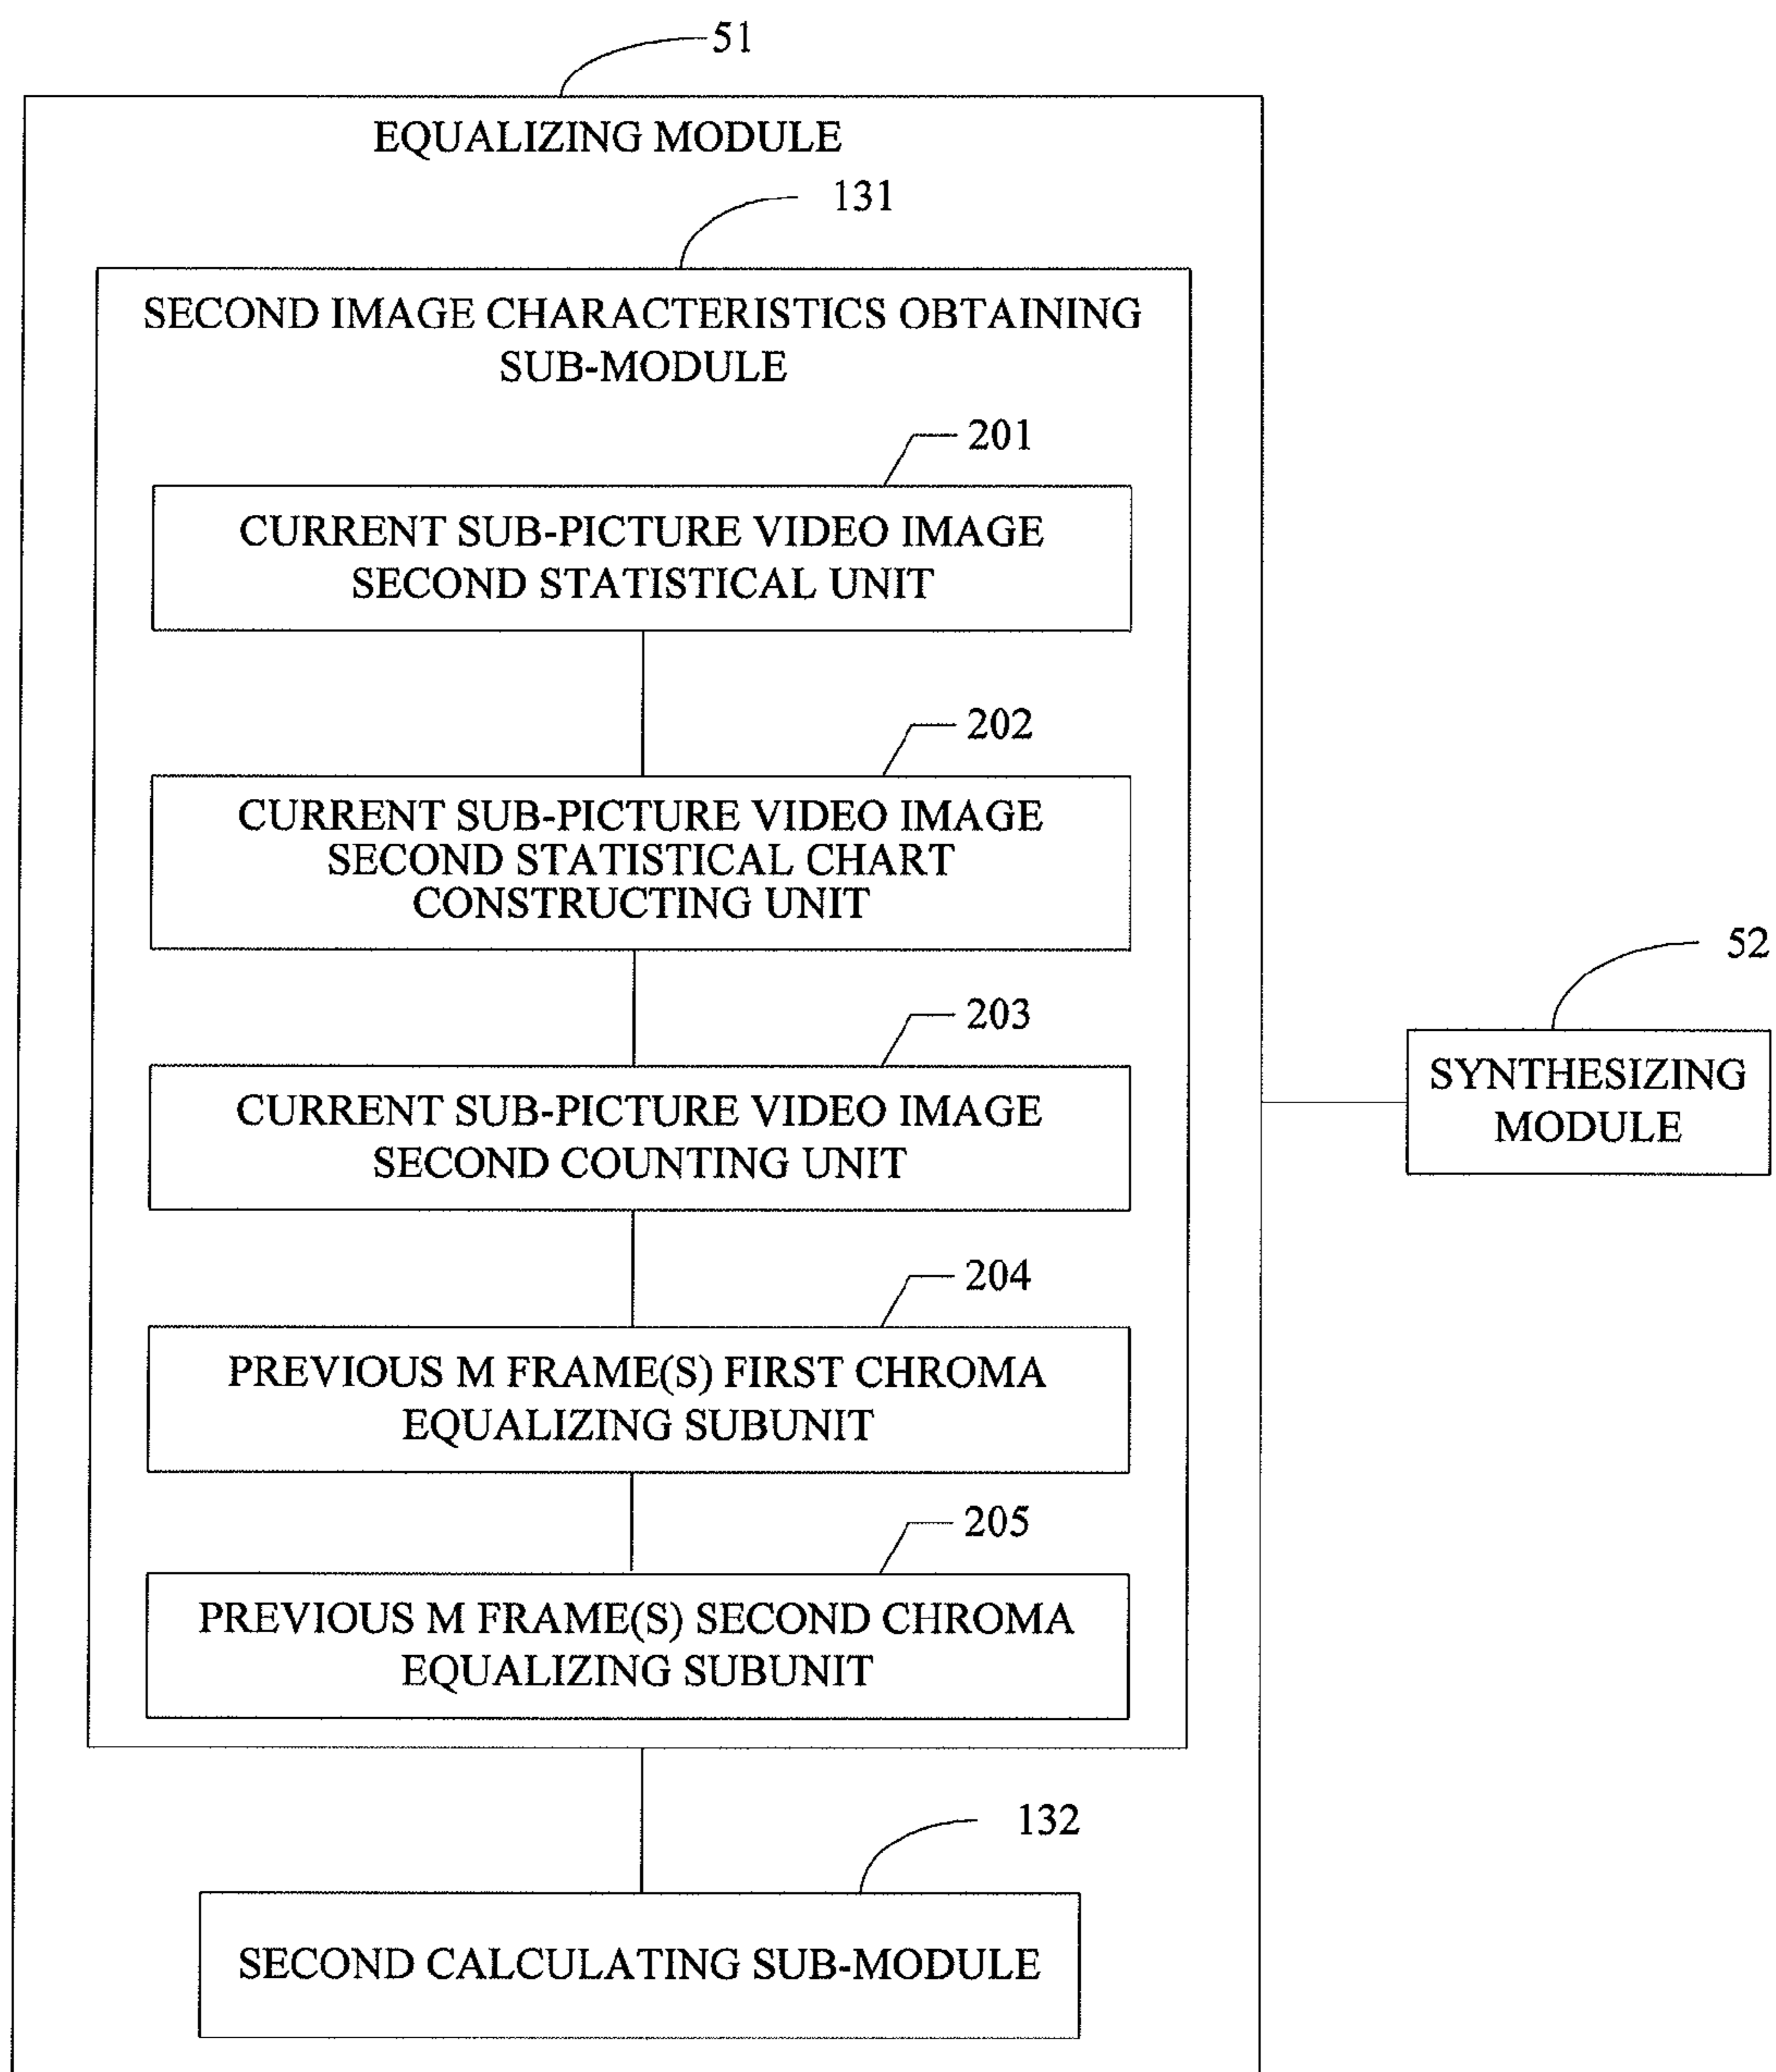 51
EQUALIZING MODULE
131
SECOND IMAGE CHARACTERISTICS OBTAINING
SUB-MODULE
201
CURRENT SUB-PICTURE VIDEO IMAGE
SECOND STATISTICAL UNIT
202
CURRENT SUB-PICTURE VIDEO IMAGE
SECOND STATISTICAL CHART
CONSTRUCTING UNIT
203
CURRENT SUB-PICTURE VIDEO IMAGE
SECOND COUNTING UNIT
204
PREVIOUS M FRAME(S) FIRST CHROMA
EQUALIZING SUBUNIT
205
PREVIOUS M FRAME(S) SECOND CHROMA
EQUALIZING SUBUNIT
132
SECOND CALCULATING SUB-MODULE
52
SYNTHESIZING
MODULE